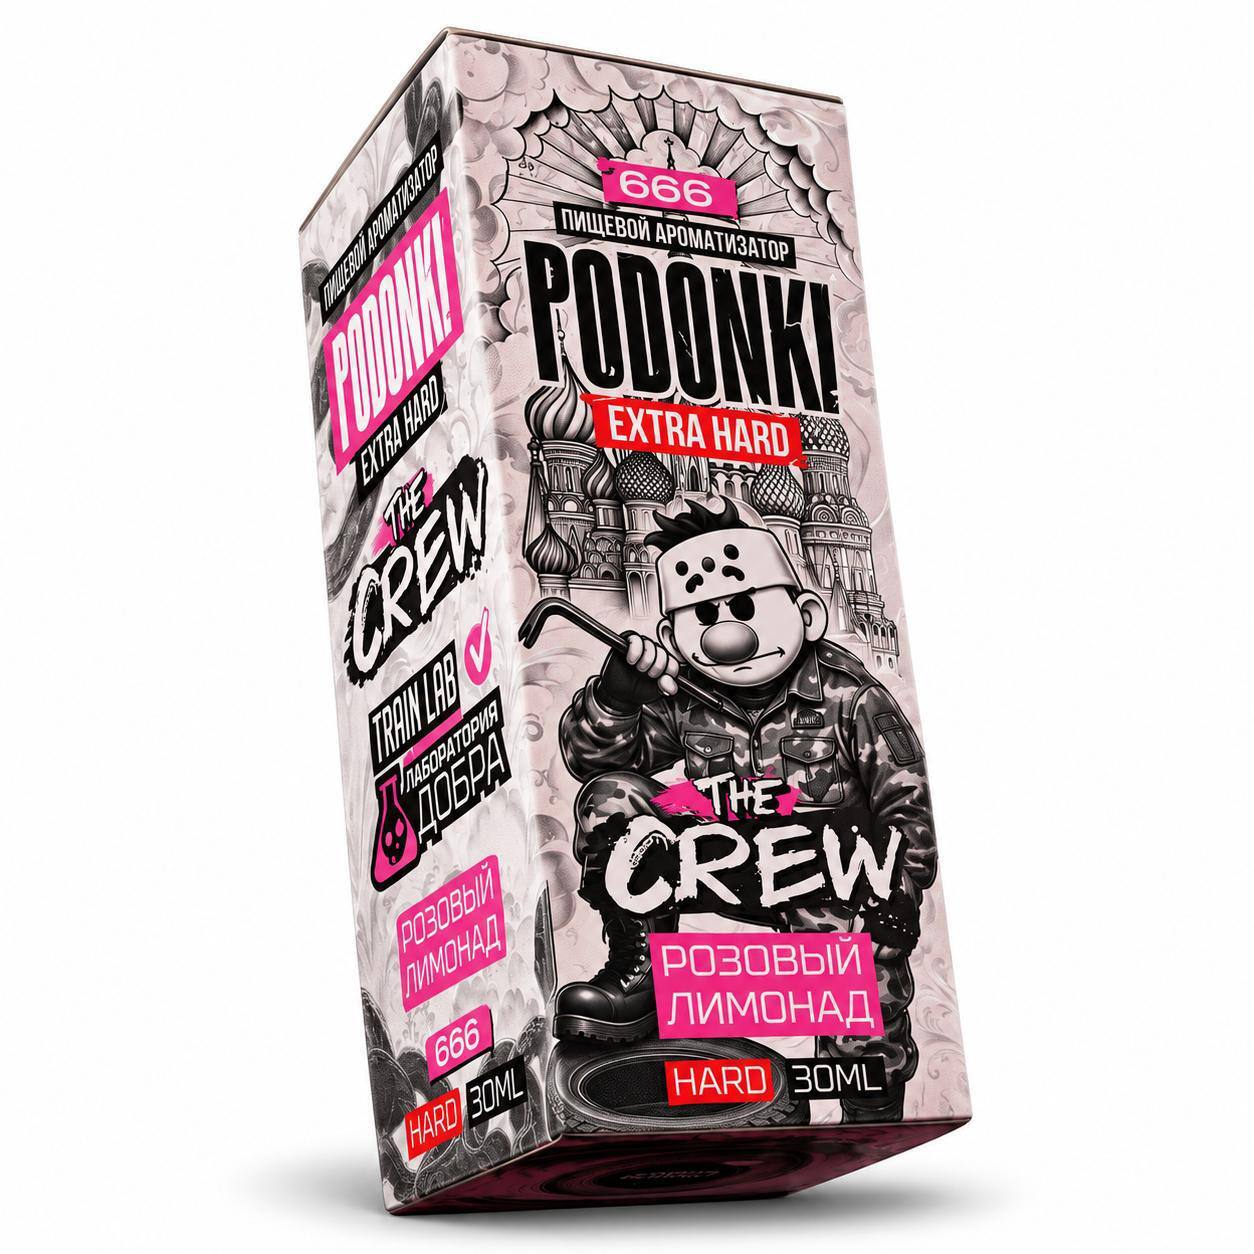 ПИЩЕВОЙ АРОМАТИЗАТОР
PODONKI
EXTRA HARD
THE
CREW
TRAIN LAB
ЛАБОРАТОРИЯ
ДОБРА
РОЗОВЫЙ
ЛИМОНАД
666
HARD 30ML
666
ПИЩЕВОЙ АРОМАТИЗАТОР
PODONKI
EXTRA HARD
THE
CREW
РОЗОВЫЙ
ЛИМОНАД
HARD 30ML